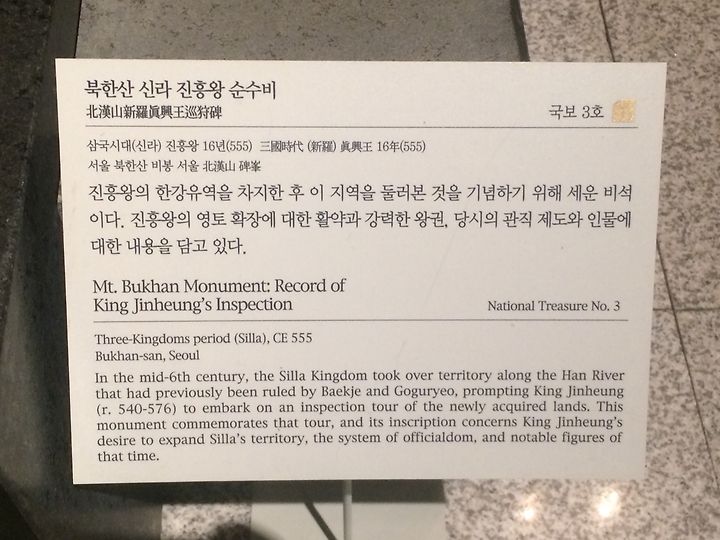 북한산 신라 진흥왕 순수비
北漢山新羅眞興王巡狩碑
국보 3호
삼국시대(신라) 진흥왕 16년(555) 三國時代 (新羅) 眞興王 16年(555)
서울 북한산 비봉 서울 北漢山 碑峯
진흥왕의 한강유역을 차지한 후 이 지역을 둘러본 것을 기념하기 위해 세운 비석
이다. 진흥왕의 영토 확장에 대한 활약과 강력한 왕권, 당시의 관직 제도와 인물에
대한 내용을 담고 있다.
Mt. Bukhan Monument: Record of
King Jinheung's Inspection
National Treasure No. 3
Three-Kingdoms period (Silla), CE 555
Bukhan-san, Seoul
In the mid-6th century, the Silla Kingdom took over territory along the Han River
that had previously been ruled by Baekje and Goguryeo, prompting King Jinheung
(r. 540-576) to embark on an inspection tour of the newly acquired lands. This
monument commemorates that tour, and its inscription concerns King Jinheung's
desire to expand Silla's territory, the system of officialdom, and notable figures of
that time.